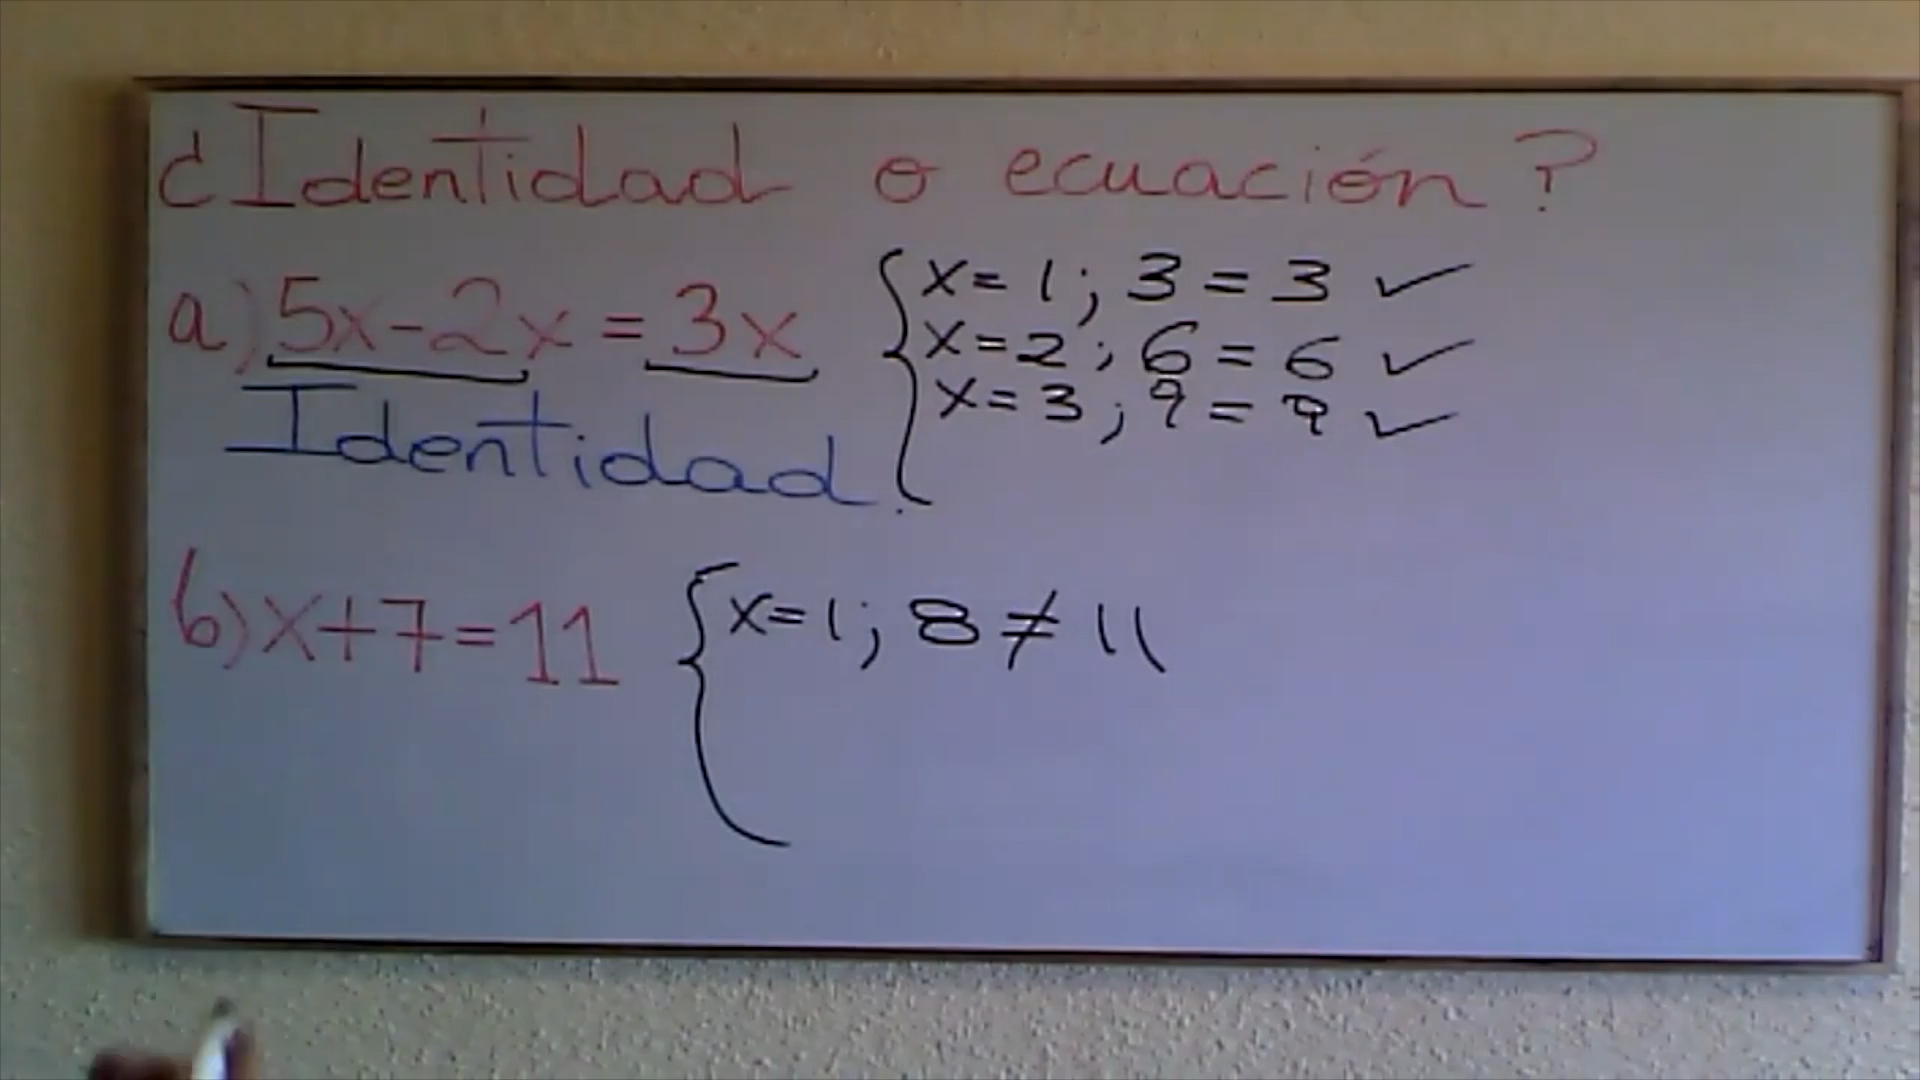 ¿Identidad o ecuación?
a) 5x-2x = 3x
x=1; 3=3 ✓
x=2; 6=6 ✓
x=3; 9=9 ✓
Identidad.
b) x+7=11
x=1; 8≠11